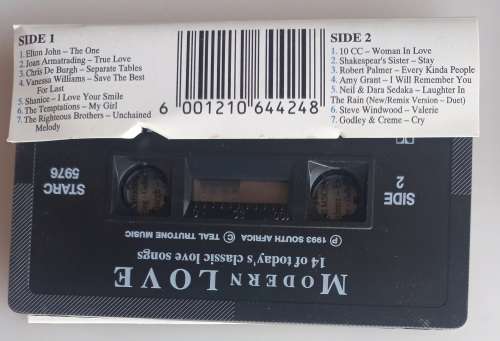 SIDE 1
1. Elton John – The One
2. Joan Armatrading – True Love
3. Chris De Burgh – Separate Tables
4. Vanessa Williams – Save The Best
For Last
5. Shanice – I Love Your Smile
6. The Temptations – My Girl
7. The Righteous Brothers – Unchained
Melody
6 001210 644248
SIDE 2
1. 10 CC – Woman In Love
2. Shakespear's Sister – Stay
3. Robert Palmer – Every Kinda People
4. Amy Grant – I Will Remember You
5. Neil & Dara Sedaka – Laughter In
The Rain (New/Remix Version – Duet)
6. Steve Windwood – Valerie
7. Godley & Creme – Cry
MODERN LOVE
14 of today's classic love songs
℗ 1993 SOUTH AFRICA © TEAL TRUTONE MUSIC
SIDE
2
STARC
5976
100 50 0